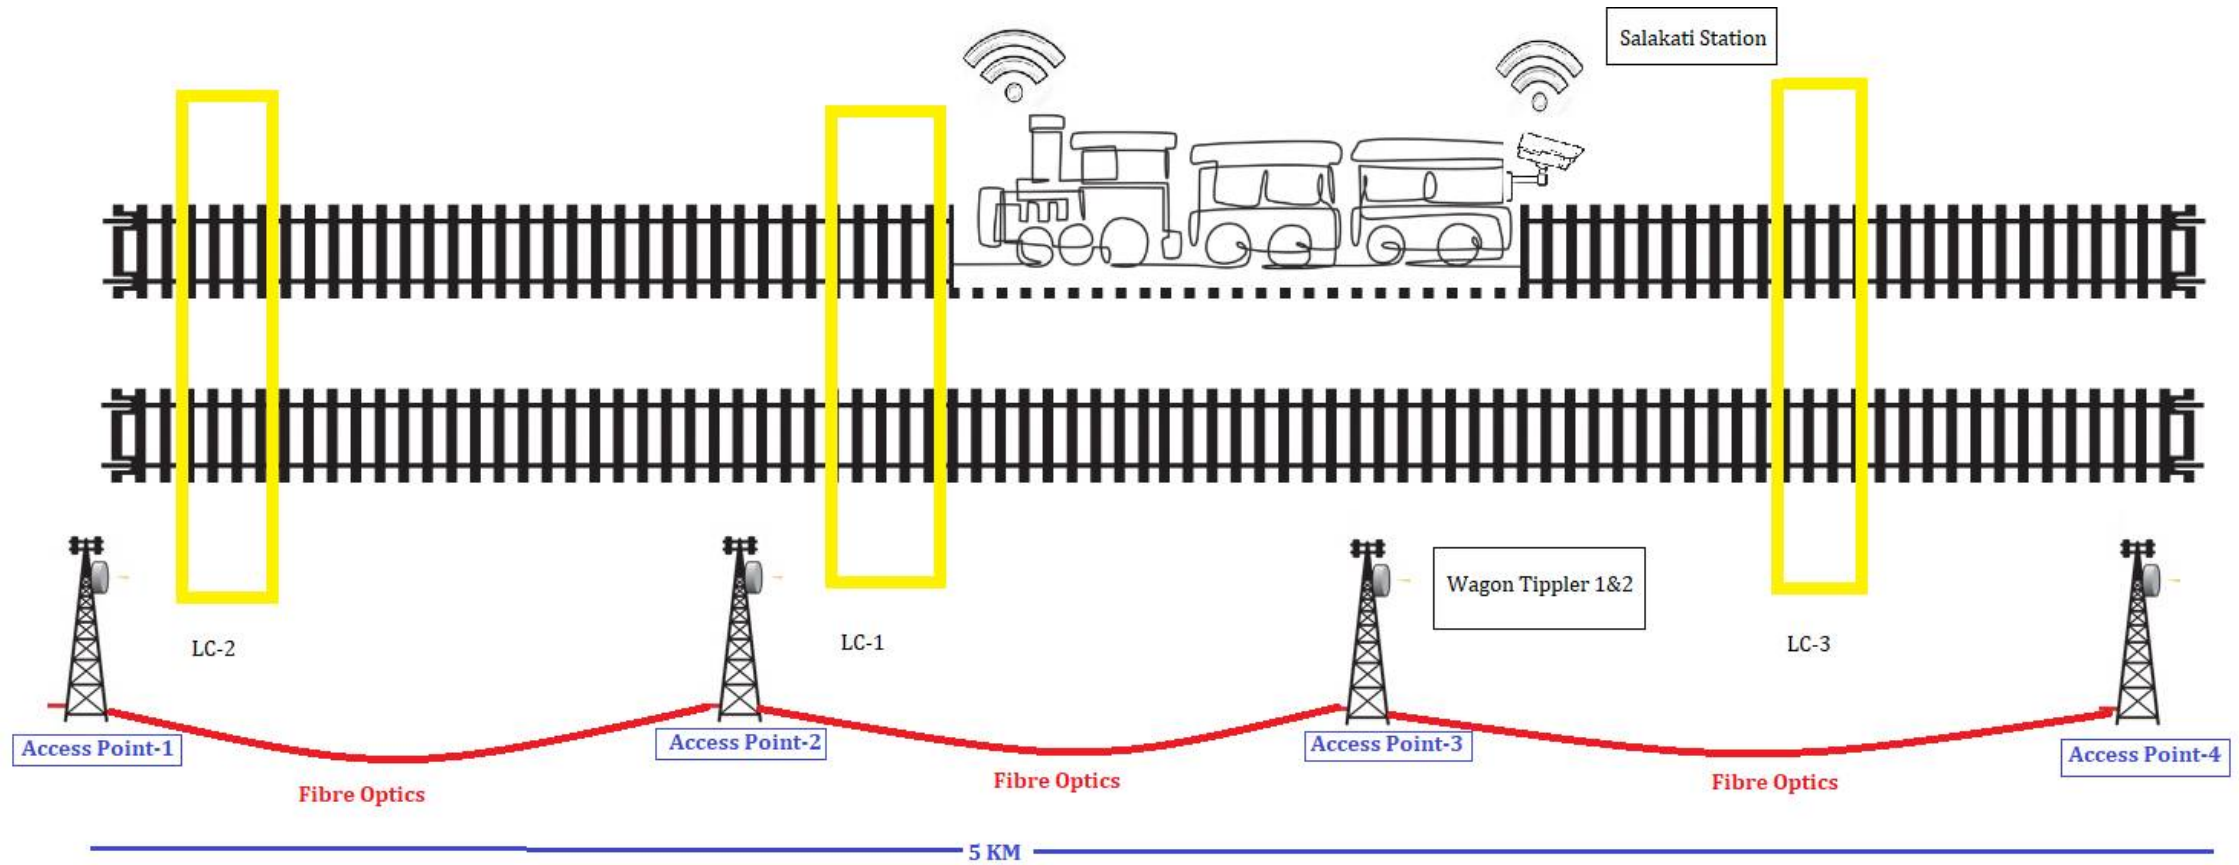 Salakati Station
Wagon Tippler 1&2
LC-2
LC-1
LC-3
Access Point-1
Access Point-2
Access Point-3
Access Point-4
Fibre Optics
Fibre Optics
Fibre Optics
5 KM